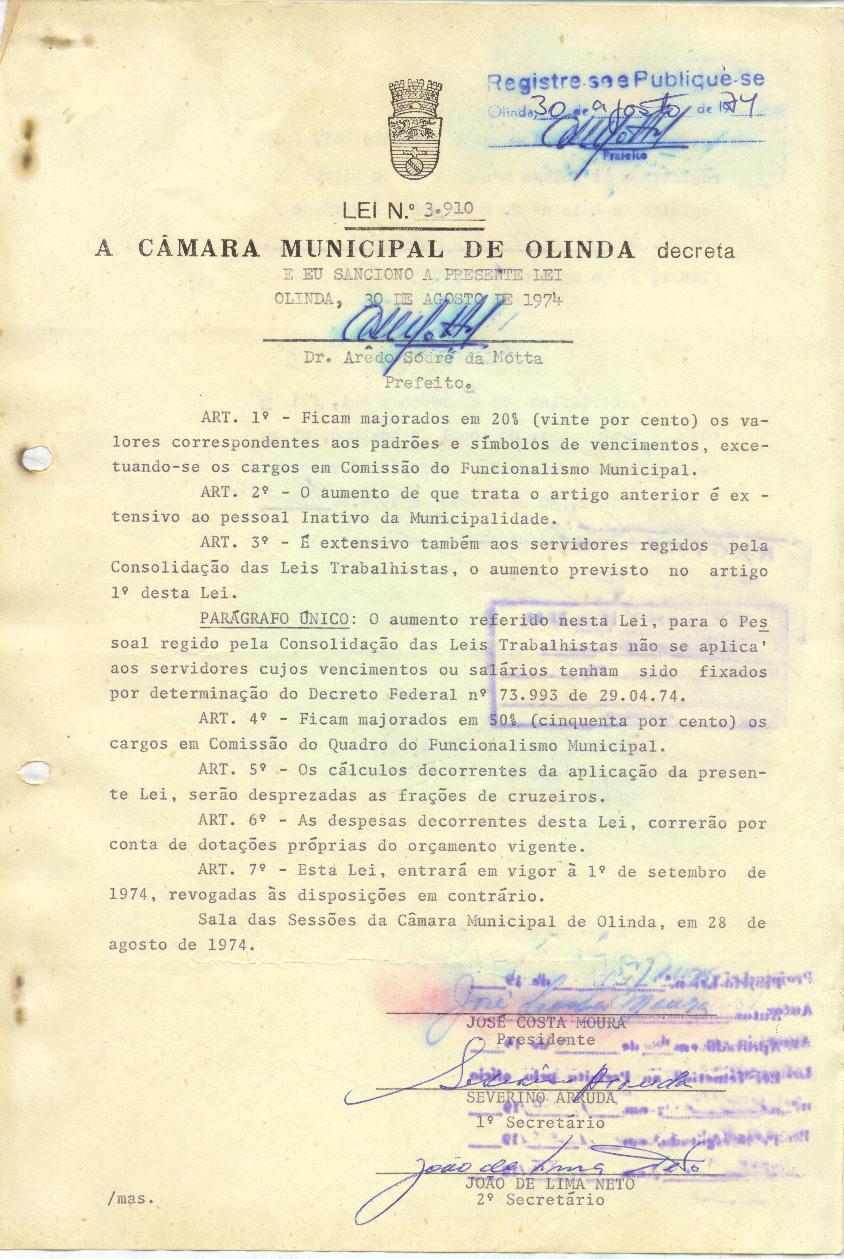 Registre-se e Publique-se
Olinda, 30 de agosto de 1974
Prefeito
LEI N.º 3.910
A CÂMARA MUNICIPAL DE OLINDA decreta
E EU SANCIONO A PRESENTE LEI
OLINDA, 30 DE AGOSTO DE 1974
Dr. Arêdo Sodré da Motta
Prefeito.
ART. 1º - Ficam majorados em 20% (vinte por cento) os va-
lores correspondentes aos padrões e símbolos de vencimentos, exce-
tuando-se os cargos em Comissão do Funcionalismo Municipal.
ART. 2º - O aumento de que trata o artigo anterior é ex -
tensivo ao pessoal Inativo da Municipalidade.
ART. 3º - É extensivo também aos servidores regidos pela
Consolidação das Leis Trabalhistas, o aumento previsto no artigo
1º desta Lei.
PARÁGRAFO ÚNICO: O aumento referido nesta Lei, para o Pes
soal regido pela Consolidação das Leis Trabalhistas não se aplica'
aos servidores cujos vencimentos ou salários tenham sido fixados
por determinação do Decreto Federal nº 73.993 de 29.04.74.
ART. 4º - Ficam majorados em 50% (cinquenta por cento) os
cargos em Comissão do Quadro do Funcionalismo Municipal.
ART. 5º - Os cálculos decorrentes da aplicação da presen-
te Lei, serão desprezadas as frações de cruzeiros.
ART. 6º - As despesas decorrentes desta Lei, correrão por
conta de dotações próprias do orçamento vigente.
ART. 7º - Esta Lei, entrará em vigor à 1º de setembro de
1974, revogadas às disposições em contrário.
Sala das Sessões da Câmara Municipal de Olinda, em 28 de
agosto de 1974.
José Costa Moura
JOSÉ COSTA MOURA
Presidente
Severino Arruda
SEVERINO ARRUDA
1º Secretário
João de Lima Neto
JOÃO DE LIMA NETO
2º Secretário
/mas.